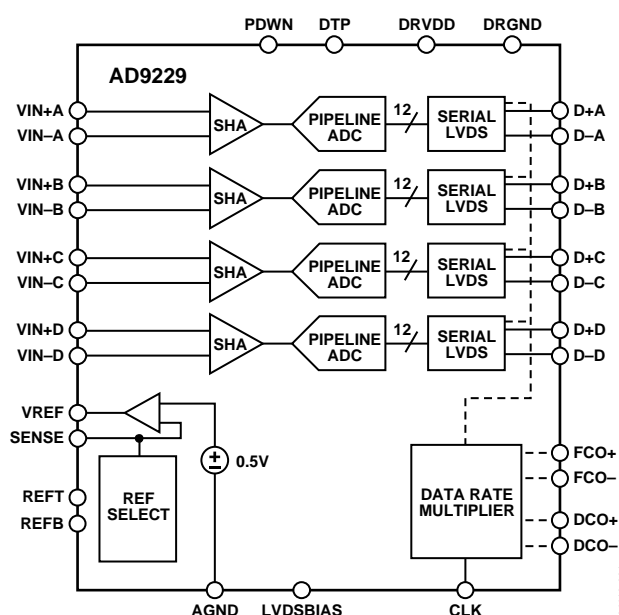 PDWN DTP DRVDD DRGND
AD9229
VIN+A
VIN–A
SHA
PIPELINE
ADC
12
SERIAL
LVDS
D+A
D–A
VIN+B
VIN–B
SHA
PIPELINE
ADC
12
SERIAL
LVDS
D+B
D–B
VIN+C
VIN–C
SHA
PIPELINE
ADC
12
SERIAL
LVDS
D+C
D–C
VIN+D
VIN–D
SHA
PIPELINE
ADC
12
SERIAL
LVDS
D+D
D–D
VREF
SENSE
REFT
REFB
REF
SELECT
0.5V
DATA RATE
MULTIPLIER
FCO+
FCO–
DCO+
DCO–
AGND LVDSBIAS CLK